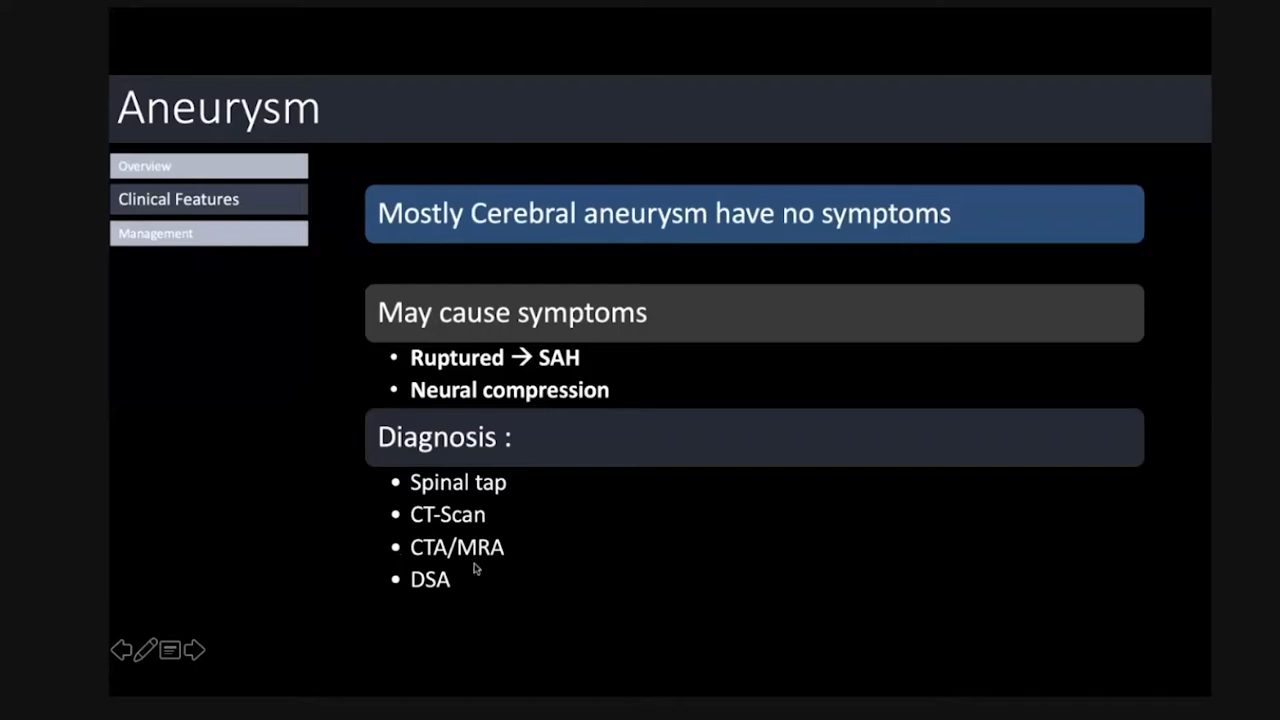 Aneurysm
Overview
Clinical Features
Management
Mostly Cerebral aneurysm have no symptoms
May cause symptoms
• Ruptured → SAH
• Neural compression
Diagnosis :
• Spinal tap
• CT-Scan
• CTA/MRA
• DSA